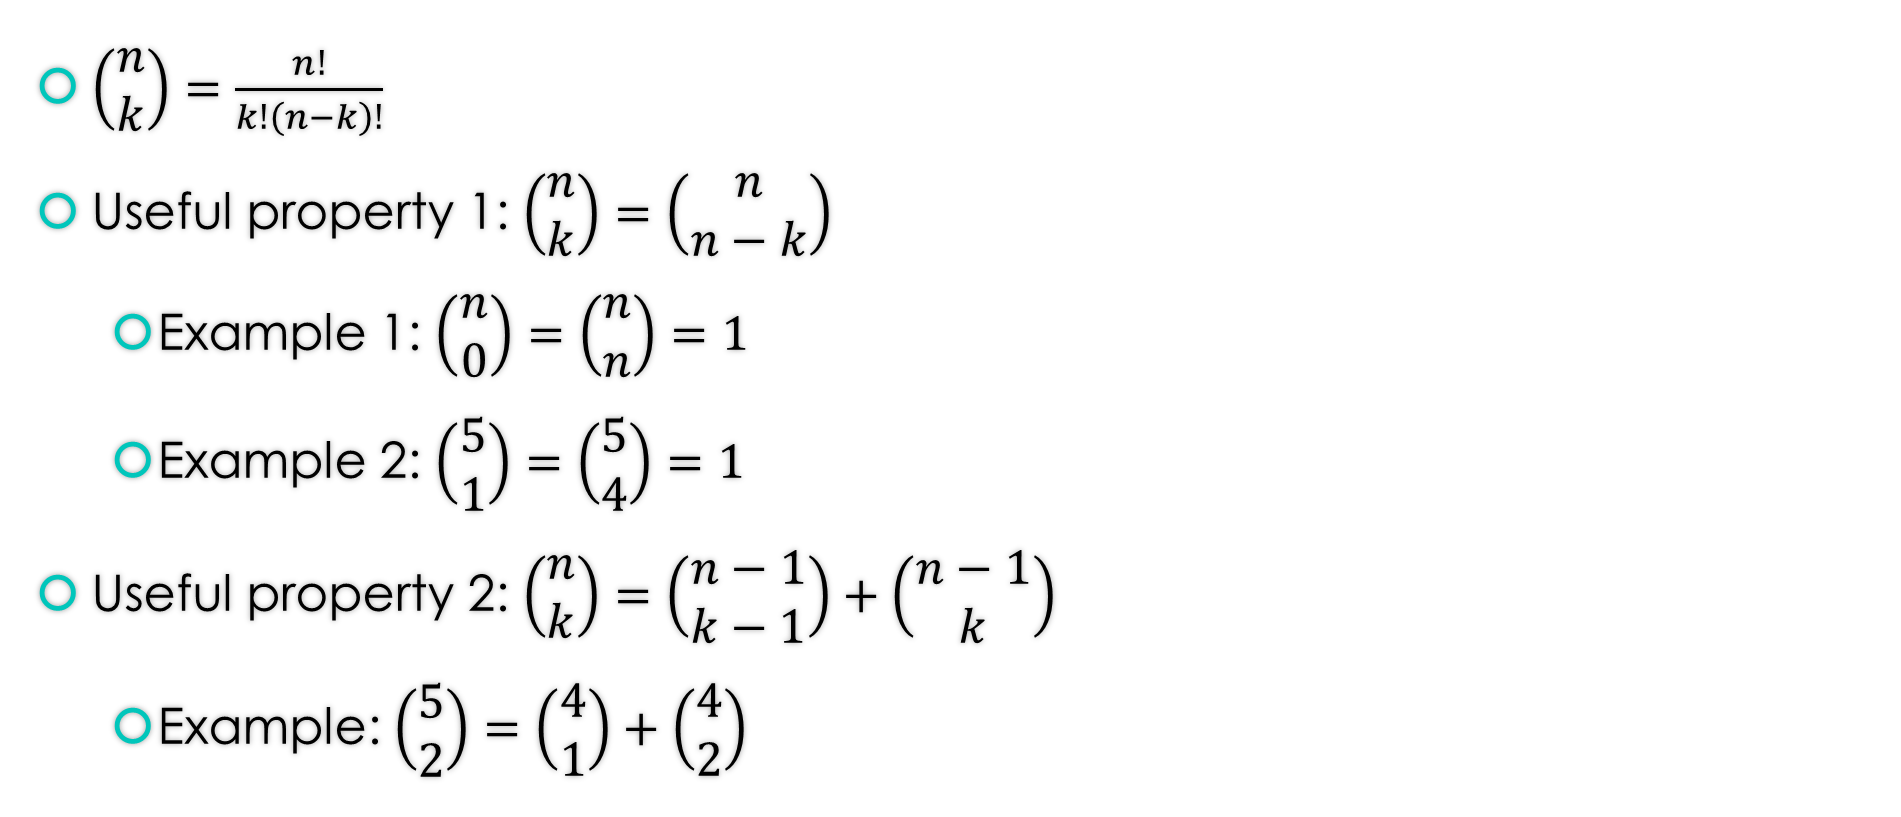 (n k) = n! / k!(n−k)!
Useful property 1: (n k) = (n n − k)
Example 1: (n 0) = (n n) = 1
Example 2: (5 1) = (5 4) = 1
Useful property 2: (n k) = (n − 1 k − 1) + (n − 1 k)
Example: (5 2) = (4 1) + (4 2)